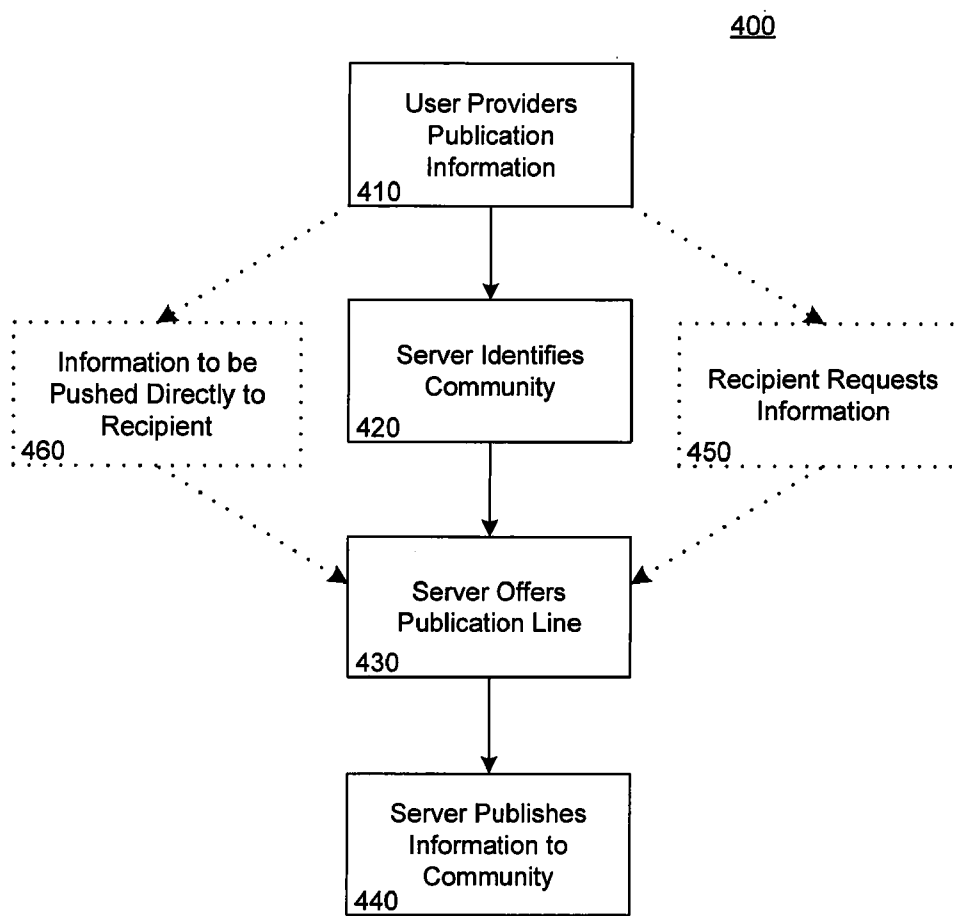 400
User Providers
Publication
Information
410
Information to be
Pushed Directly to
Recipient
460
Server Identifies
Community
420
Recipient Requests
Information
450
Server Offers
Publication Line
430
Server Publishes
Information to
Community
440